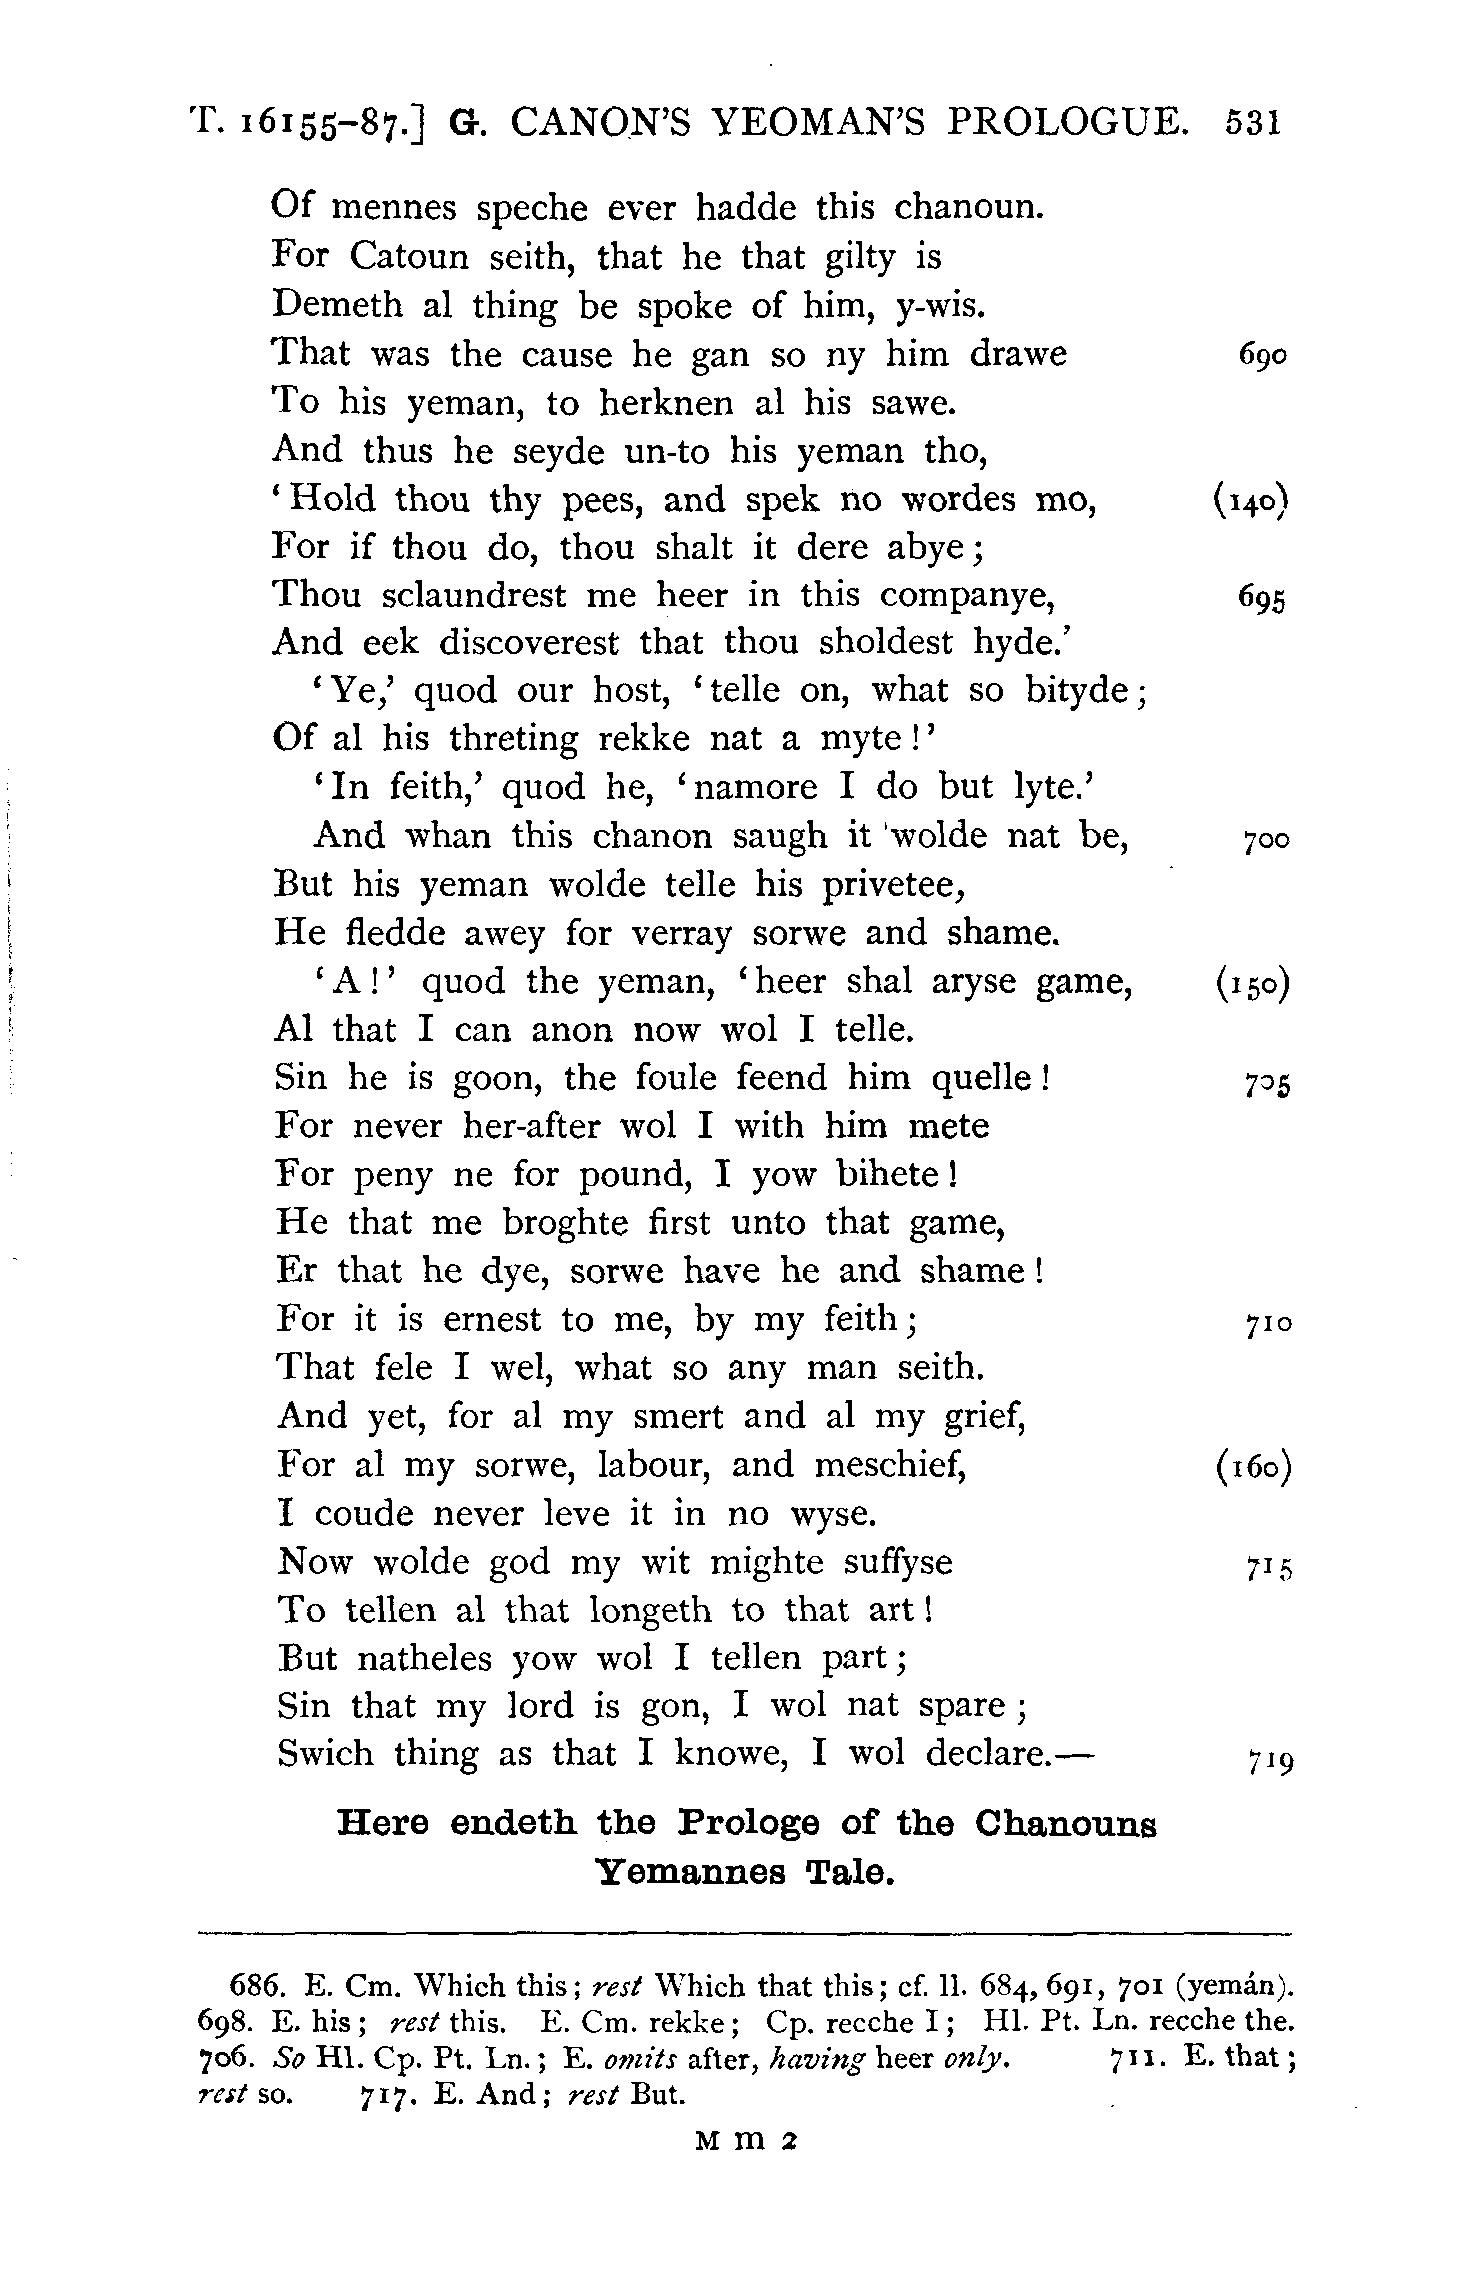 T. 16155–87.] G. CANON'S YEOMAN'S PROLOGUE. 531
Of mennes speche ever hadde this chanoun.
For Catoun seith, that he that gilty is
Demeth al thing be spoke of him, y-wis.
That was the cause he gan so ny him drawe 690
To his yeman, to herknen al his sawe.
And thus he seyde un-to his yeman tho,
‘Hold thou thy pees, and spek no wordes mo, (140)
For if thou do, thou shalt it dere abye;
Thou sclaundrest me heer in this companye, 695
And eek discoverest that thou sholdest hyde.’
‘Ye,’ quod our host, ‘telle on, what so bityde;
Of al his threting rekke nat a myte!’
‘In feith,’ quod he, ‘namore I do but lyte.’
And whan this chanon saugh it wolde nat be, 700
But his yeman wolde telle his privetee,
He fledde awey for verray sorwe and shame.
‘A!’ quod the yeman, ‘heer shal aryse game, (150)
Al that I can anon now wol I telle.
Sin he is goon, the foule feend him quelle! 705
For never her-after wol I with him mete
For peny ne for pound, I yow bihete!
He that me broghte first unto that game,
Er that he dye, sorwe have he and shame!
For it is ernest to me, by my feith; 710
That fele I wel, what so any man seith.
And yet, for al my smert and al my grief,
For al my sorwe, labour, and meschief, (160)
I coude never leve it in no wyse.
Now wolde god my wit mighte suffyse 715
To tellen al that longeth to that art!
But natheles yow wol I tellen part;
Sin that my lord is gon, I wol nat spare;
Swich thing as that I knowe, I wol declare.— 719
Here endeth the Prologe of the Chanouns
Yemannes Tale.
686. E. Cm. Which this; rest Which that this; cf. ll. 684, 691, 701 (yemán).
698. E. his; rest this. E. Cm. rekke; Cp. recche I; Hl. Pt. Ln. recche the.
706. So Hl. Cp. Pt. Ln.; E. omits after, having heer only. 711. E. that;
rest so. 717. E. And; rest But.
M m 2